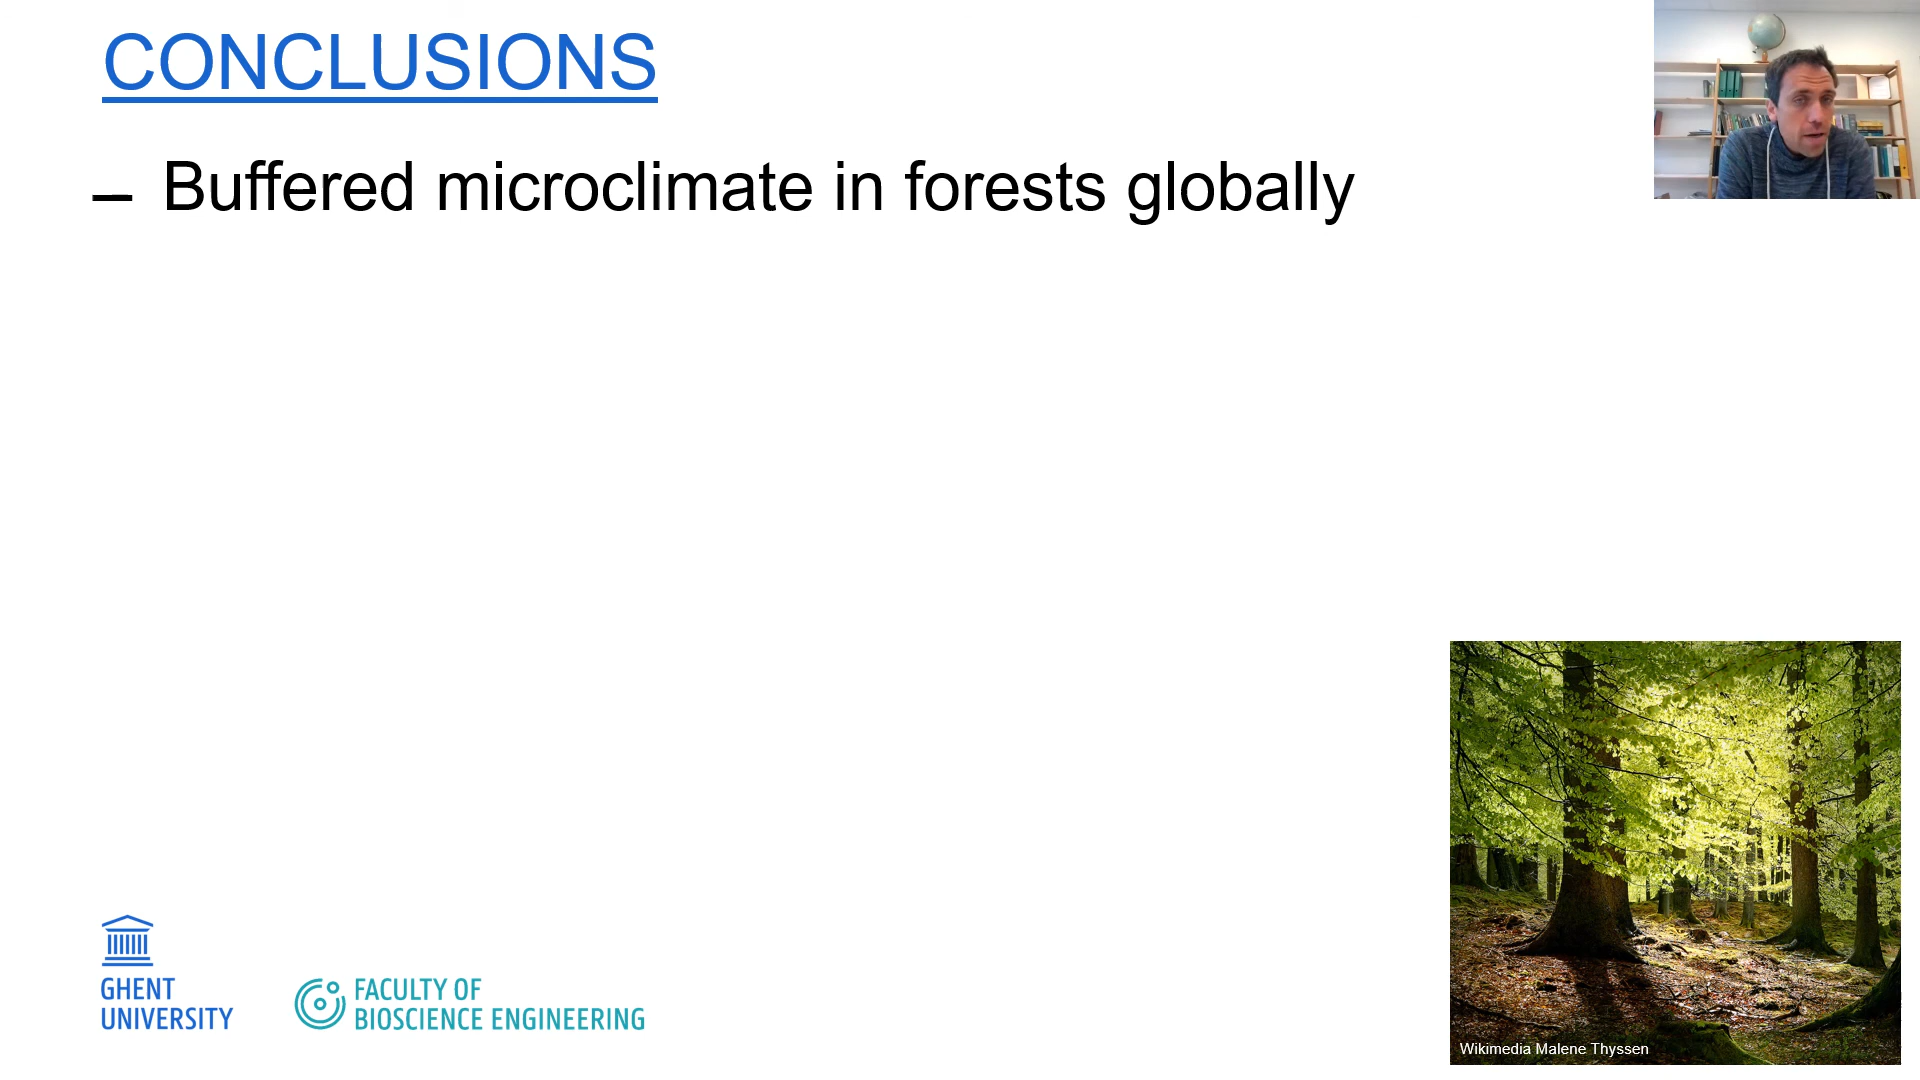 CONCLUSIONS
– Buffered microclimate in forests globally
GHENT
UNIVERSITY
FACULTY OF
BIOSCIENCE ENGINEERING
Wikimedia Malene Thyssen